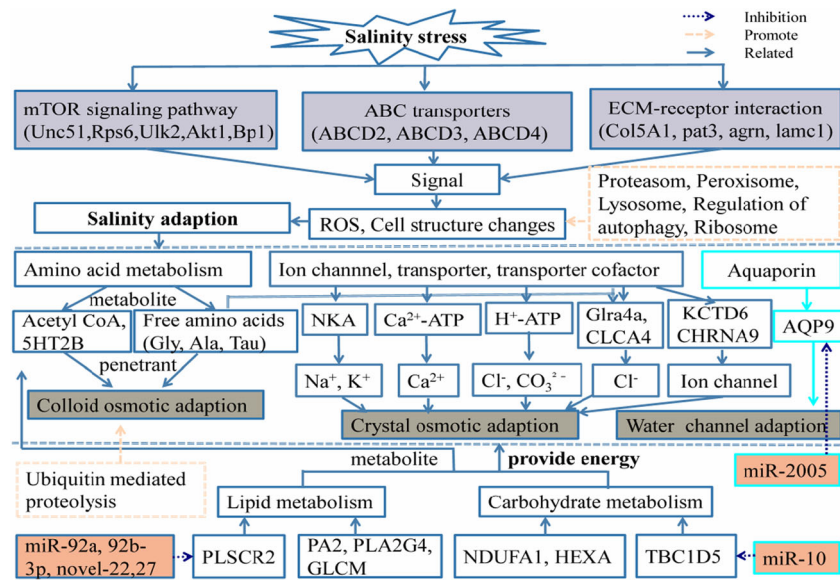 Salinity stress
Inhibition
Promote
Related
mTOR signaling pathway
(Unc51,Rps6,Ulk2,Akt1,Bp1)
ABC transporters
(ABCD2, ABCD3, ABCD4)
ECM-receptor interaction
(Col5A1, pat3, agrn, lamc1)
Signal
Proteasom, Peroxisome,
Lysosome, Regulation of
autophagy, Ribosome
Salinity adaption
ROS, Cell structure changes
Amino acid metabolism
Ion channnel, transporter, transporter cofactor
Aquaporin
metabolite
Acetyl CoA,
5HT2B
Free amino acids
(Gly, Ala, Tau)
NKA
Ca²⁺-ATP
H⁺-ATP
Glra4a,
CLCA4
KCTD6
CHRNA9
AQP9
penetrant
Na⁺, K⁺
Ca²⁺
Cl⁻, CO₃²⁻
Cl⁻
Ion channel
Colloid osmotic adaption
Crystal osmotic adaption
Water channel adaption
metabolite
provide energy
Ubiquitin mediated
proteolysis
miR-2005
Lipid metabolism
Carbohydrate metabolism
miR-92a, 92b-
3p, novel-22,27
PLSCR2
PA2, PLA2G4,
GLCM
NDUFA1, HEXA
TBC1D5
miR-10